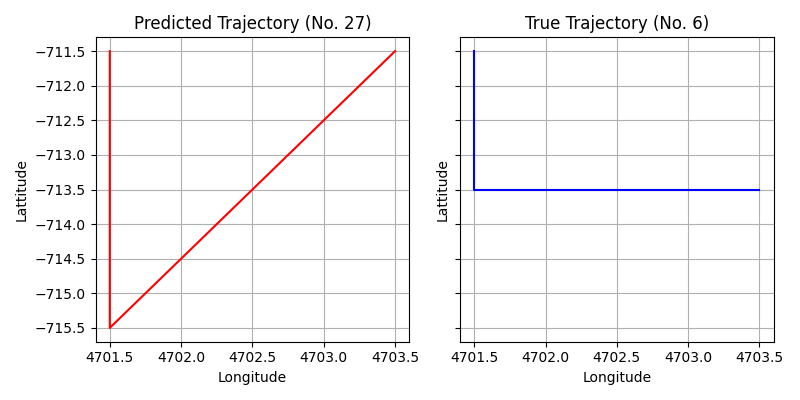 Predicted Trajectory (No. 27)
True Trajectory (No. 6)
−711.5
−712.0
−712.5
−713.0
−713.5
−714.0
−714.5
−715.0
−715.5
Lattitude
Lattitude
4701.5 4702.0 4702.5 4703.0 4703.5
4701.5 4702.0 4702.5 4703.0 4703.5
Longitude
Longitude